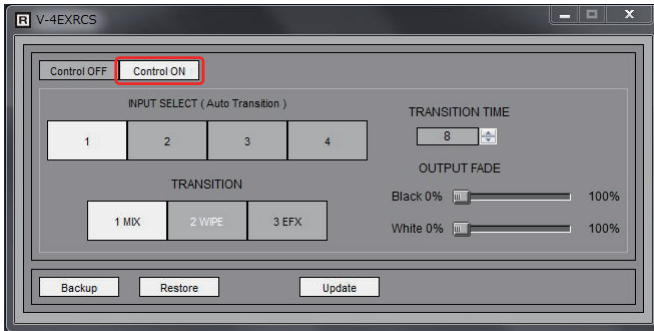 R V-4EXRCS
Control OFF Control ON
INPUT SELECT ( Auto Transition )
1 2 3 4
TRANSITION
1 MIX 2 WIPE 3 EFX
TRANSITION TIME
8
OUTPUT FADE
Black 0% 100%
White 0% 100%
Backup Restore Update